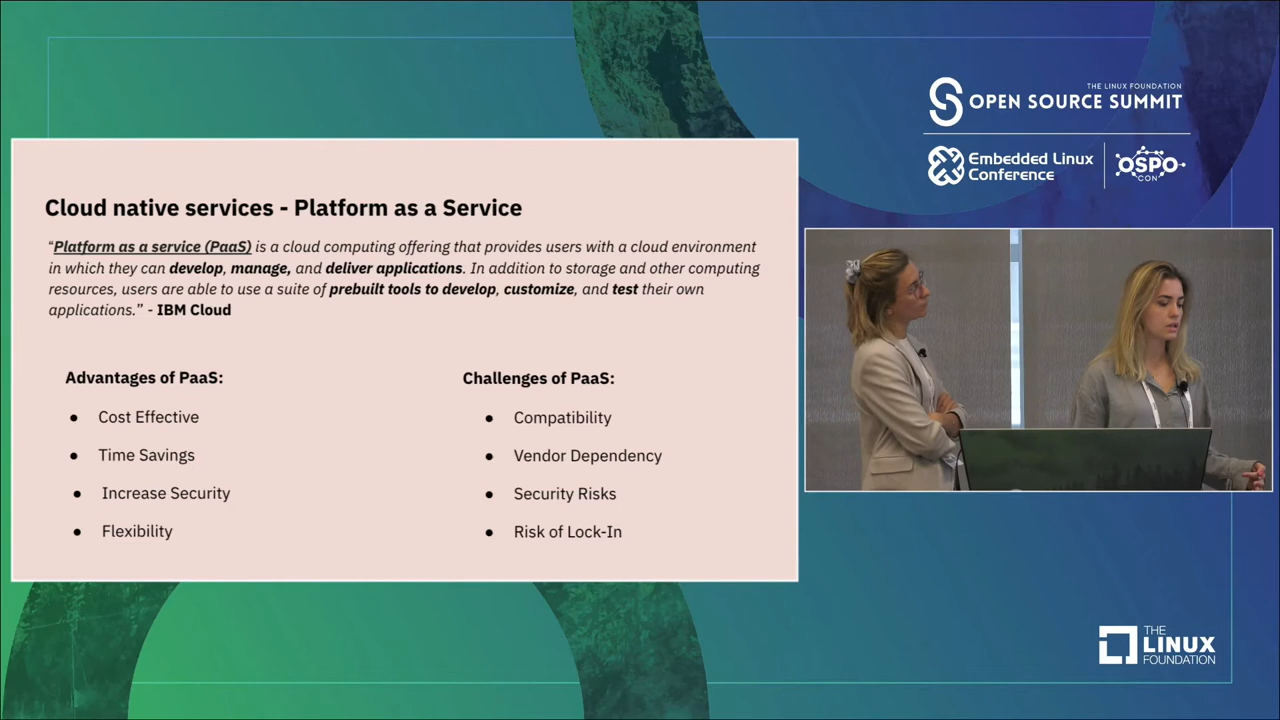 THE LINUX FOUNDATION
OPEN SOURCE SUMMIT
Embedded Linux
Conference
OSPO
CON
Cloud native services - Platform as a Service
“Platform as a service (PaaS) is a cloud computing offering that provides users with a cloud environment
in which they can develop, manage, and deliver applications. In addition to storage and other computing
resources, users are able to use a suite of prebuilt tools to develop, customize, and test their own
applications.” - IBM Cloud
Advantages of PaaS:
● Cost Effective
● Time Savings
● Increase Security
● Flexibility
Challenges of PaaS:
● Compatibility
● Vendor Dependency
● Security Risks
● Risk of Lock-In
THE
LINUX
FOUNDATION